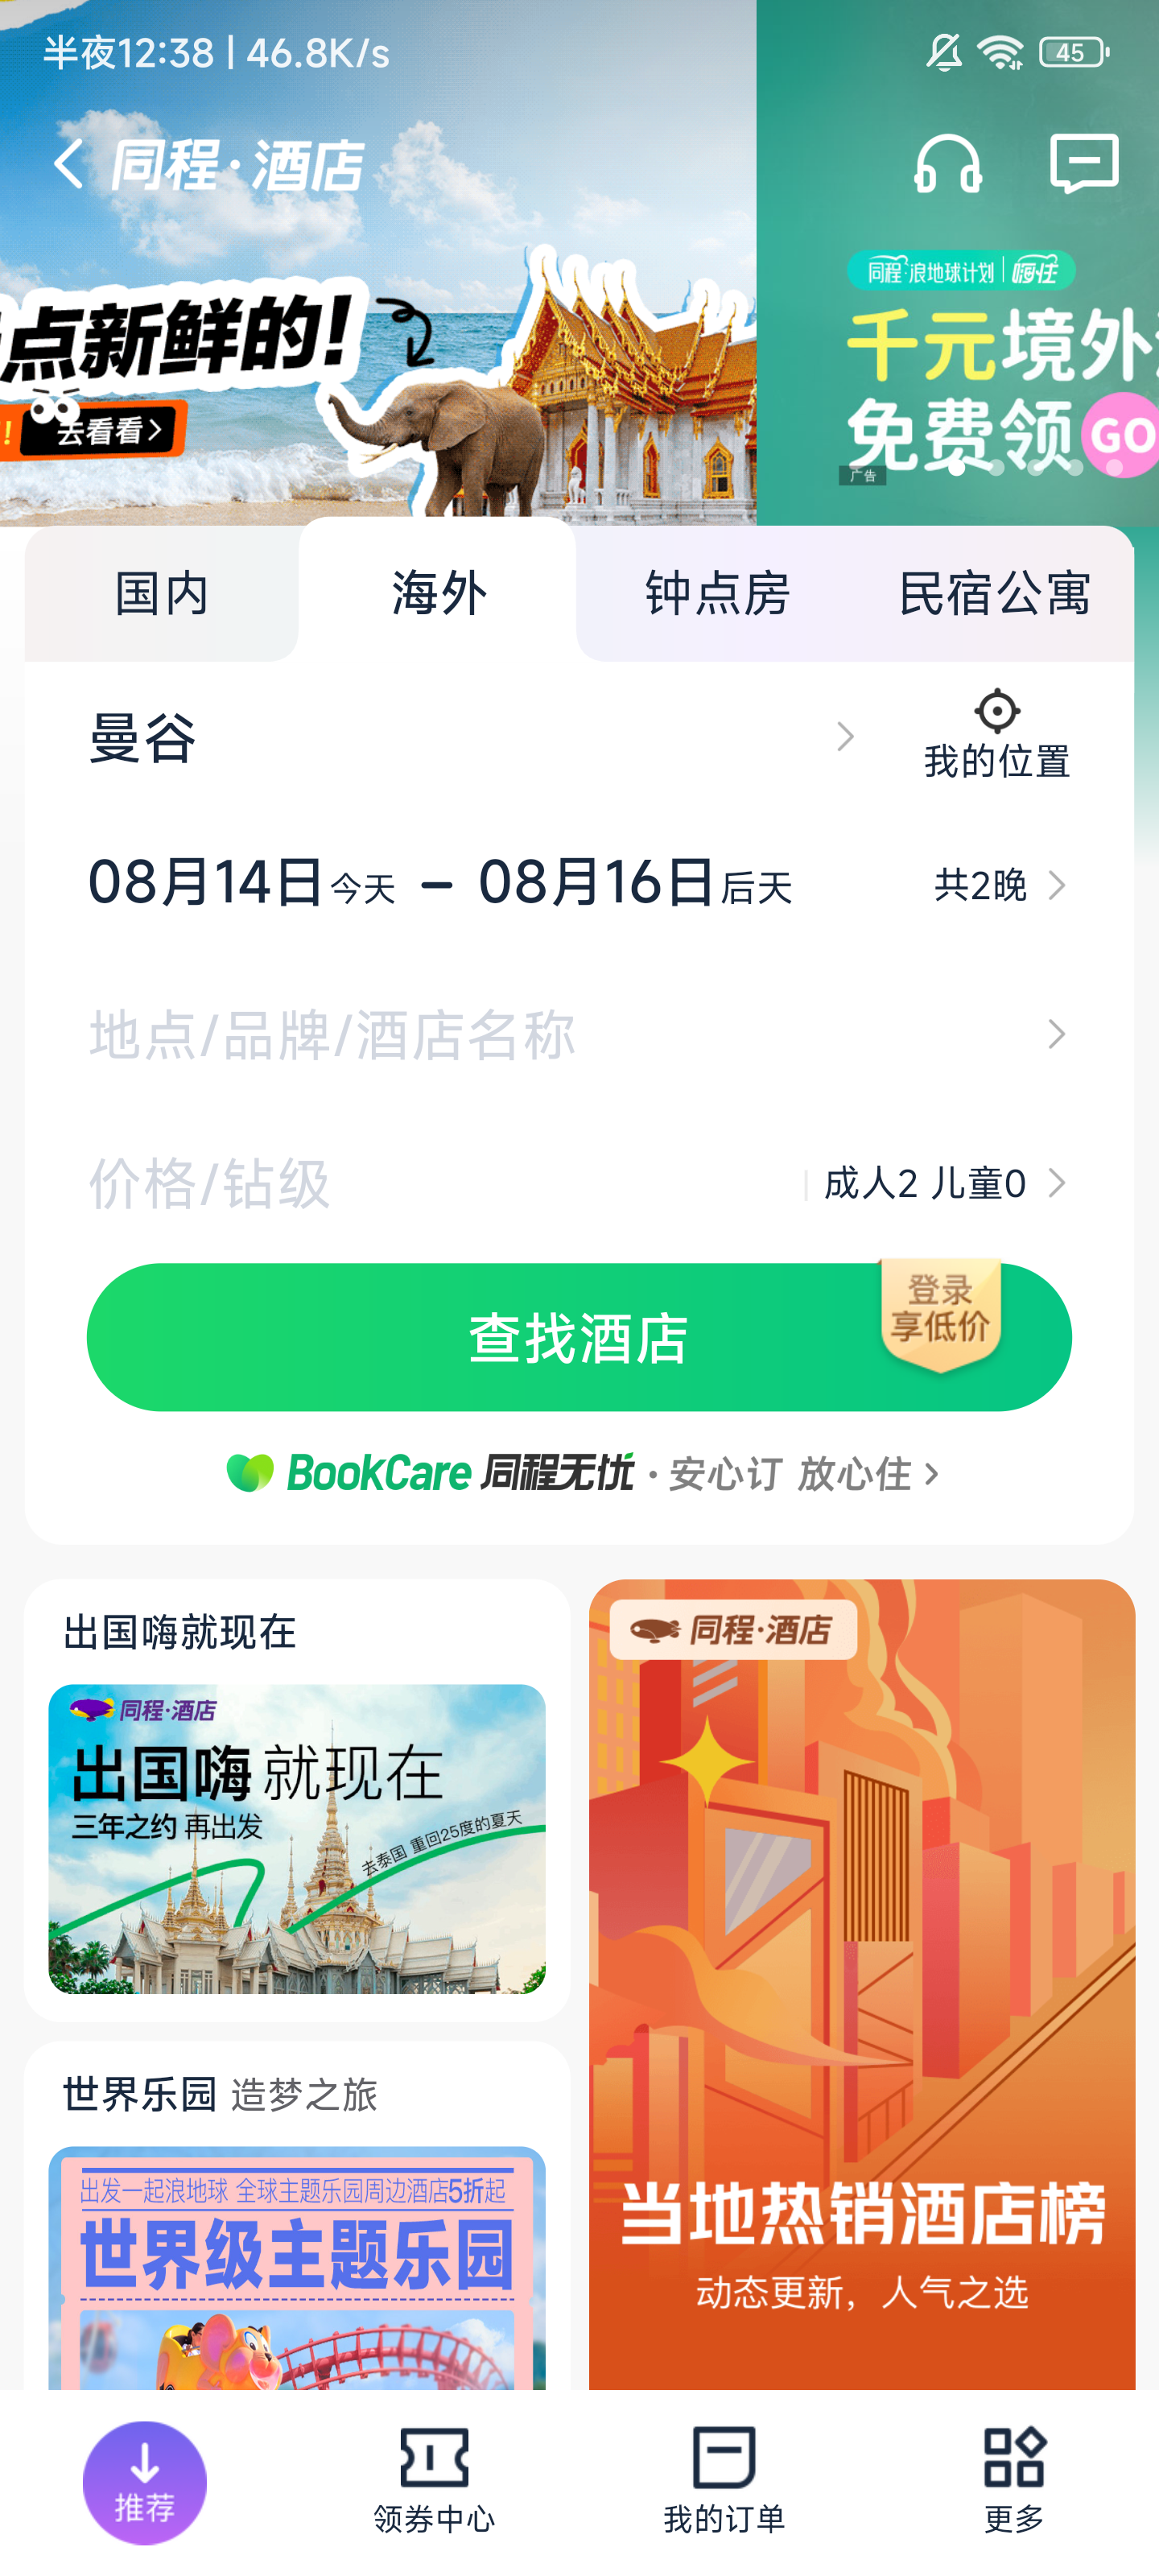 半夜12:38 | 46.8K/s
45
同程·酒店
点新鲜的!
!
去看看>
同程·浪地球计划 | 嗨住
千元境外
免费领 GO
广告
国内
海外
钟点房
民宿公寓
曼谷
我的位置
08月14日今天 – 08月16日后天
共2晚
地点/品牌/酒店名称
价格/钻级
成人2 儿童0
查找酒店
登录
享低价
BookCare 同程无忧 · 安心订 放心住 >
出国嗨就现在
同程·酒店
出国嗨 就现在
三年之约 再出发
去泰国 重回25度的夏天
世界乐园 造梦之旅
出发一起浪地球 全球主题乐园周边酒店5折起
世界级主题乐园
同程·酒店
当地热销酒店榜
动态更新，人气之选
推荐
领券中心
我的订单
更多